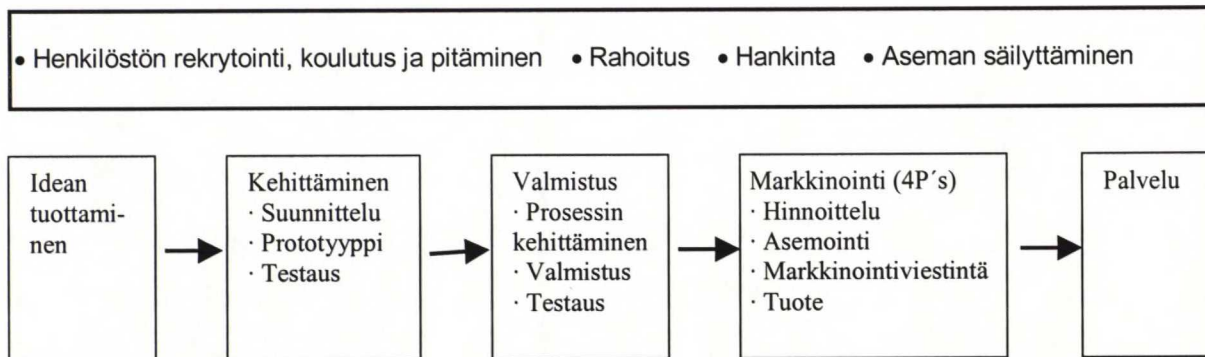 • Henkilöstön rekrytointi, koulutus ja pitäminen • Rahoitus • Hankinta • Aseman säilyttäminen
Idean
tuottami-
nen
Kehittäminen
· Suunnittelu
· Prototyyppi
· Testaus
Valmistus
· Prosessin
kehittäminen
· Valmistus
· Testaus
Markkinointi (4P´s)
· Hinnoittelu
· Asemointi
· Markkinointiviestintä
· Tuote
Palvelu